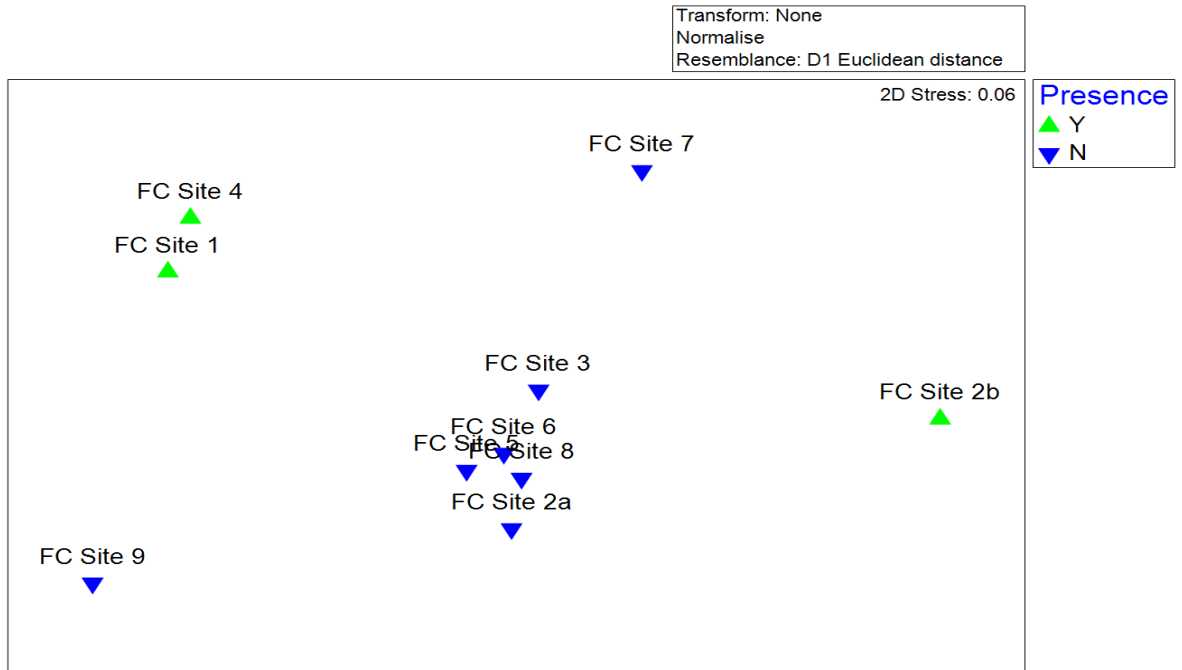 Transform: None
Normalise
Resemblance: D1 Euclidean distance
2D Stress: 0.06
Presence
Y
N
FC Site 7
FC Site 4
FC Site 1
FC Site 3
FC Site 2b
FC Site 6
FC Site 5
FC Site 8
FC Site 2a
FC Site 9